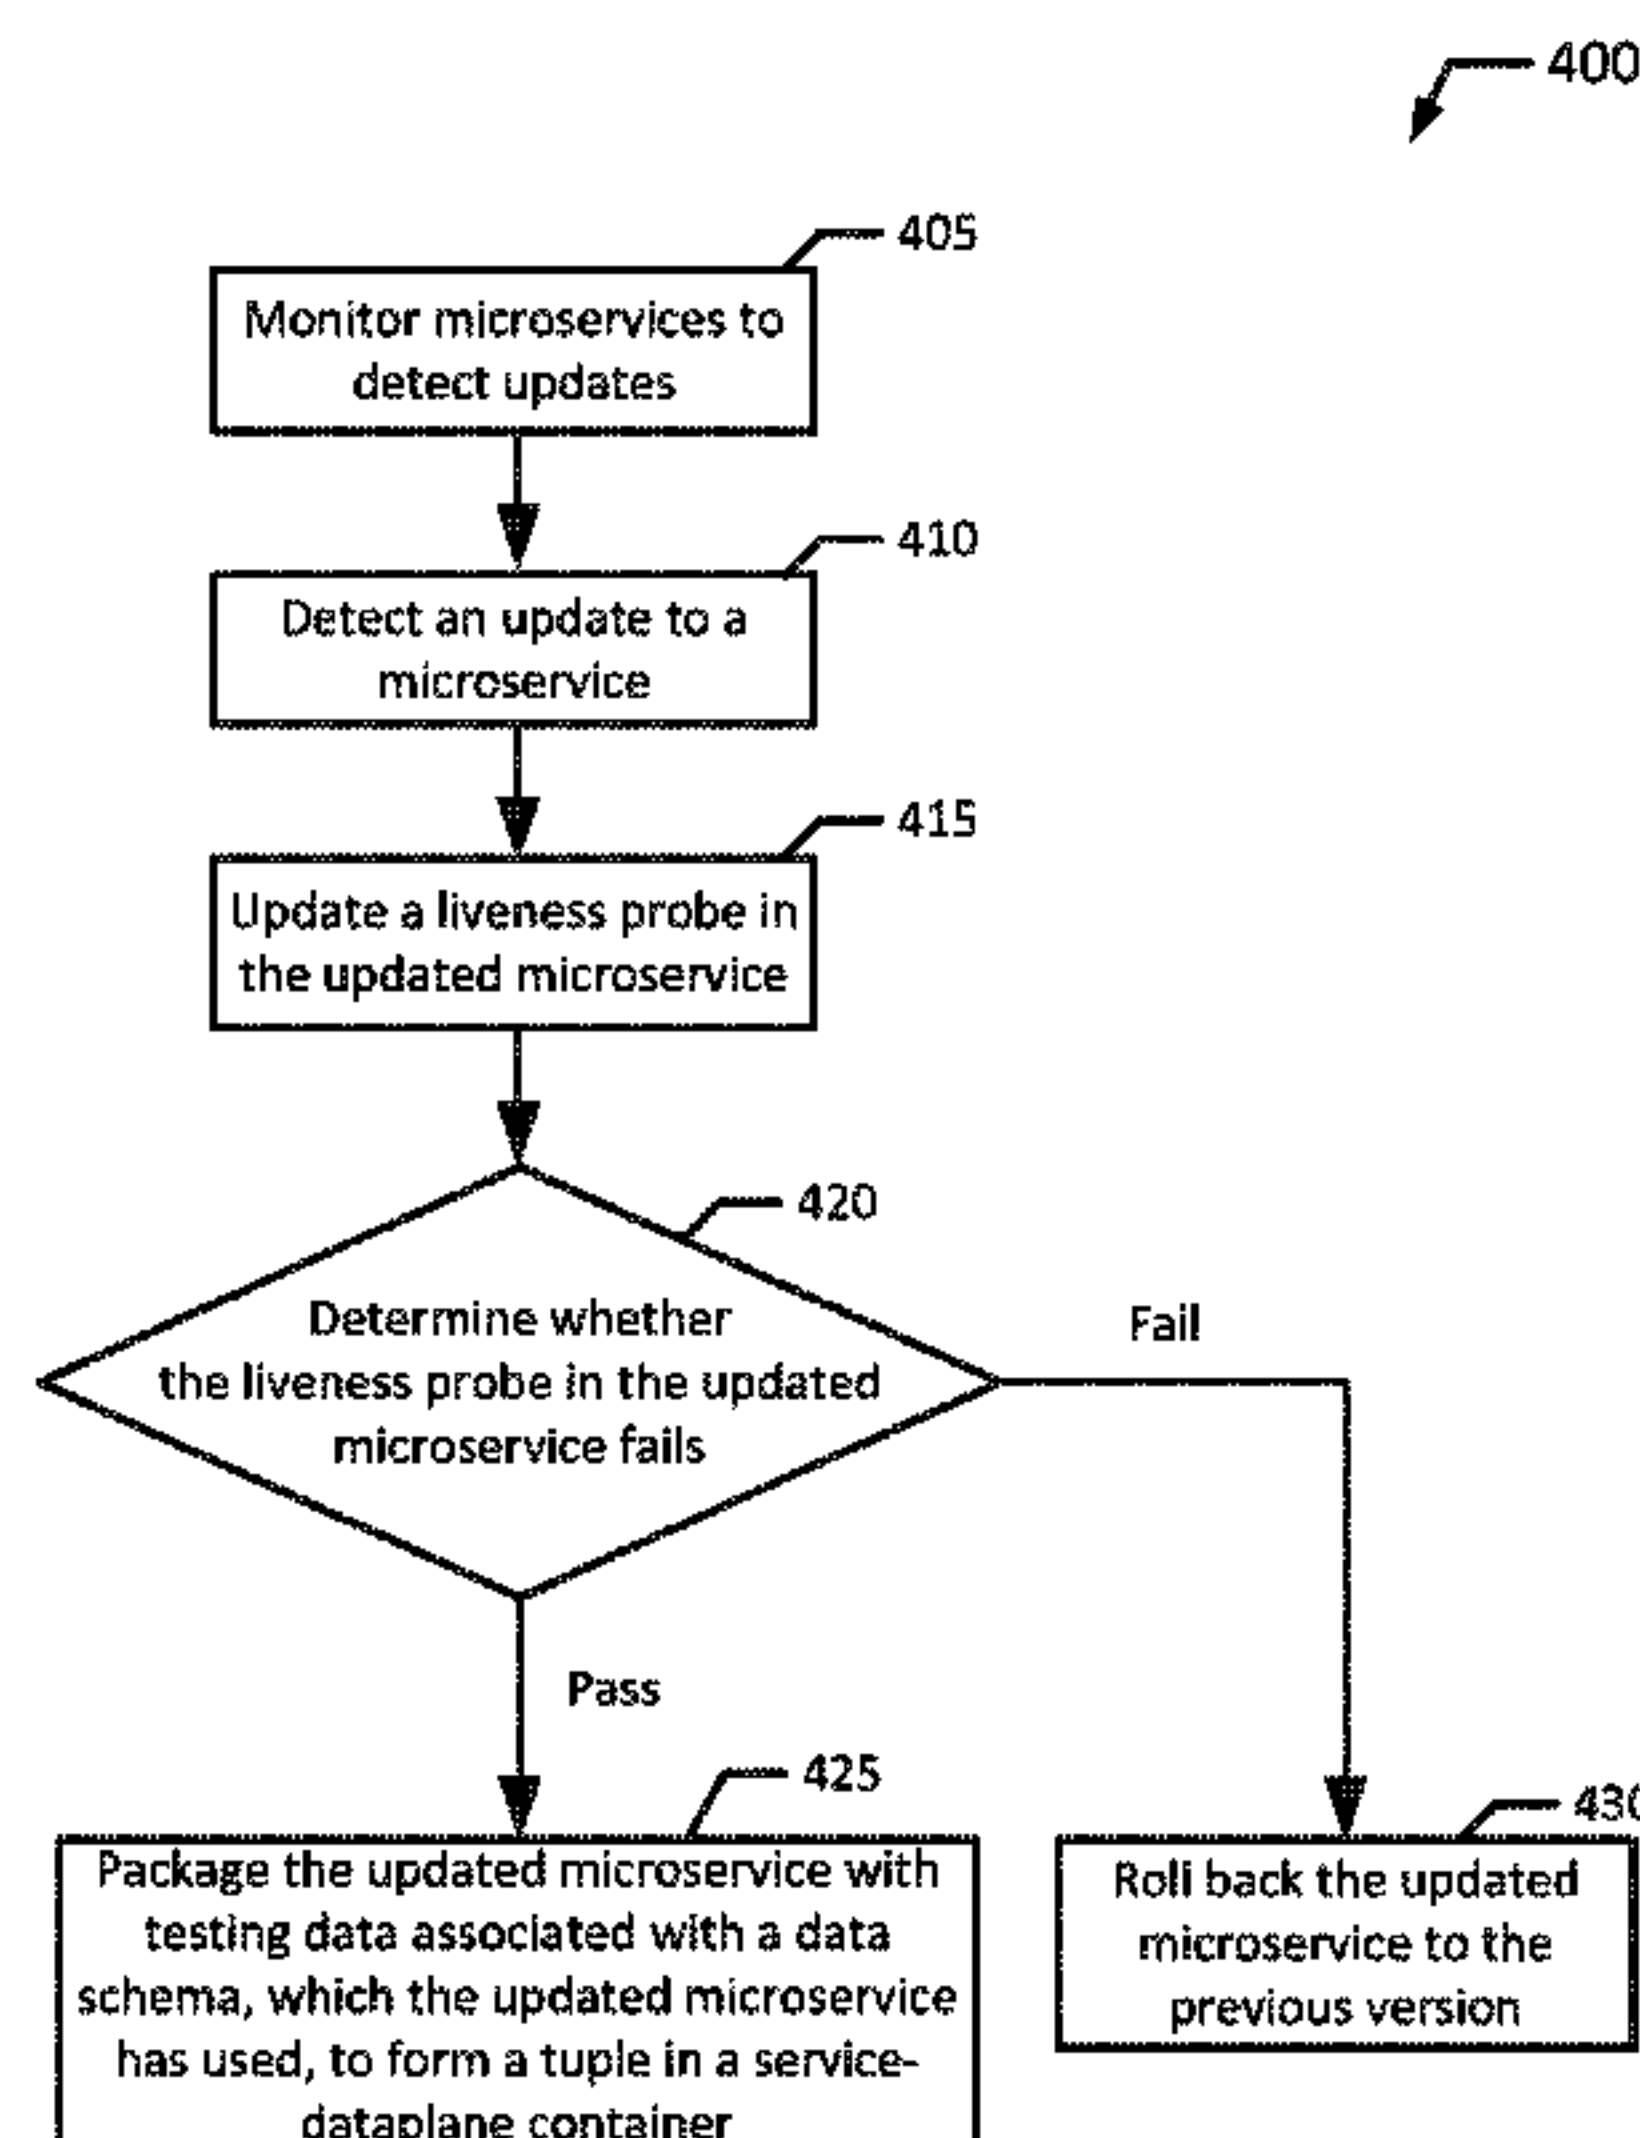 400
405
Monitor microservices to
detect updates
410
Detect an update to a
microservice
415
Update a liveness probe in
the updated microservice
420
Determine whether
the liveness probe in the updated
microservice fails
Fail
Pass
425
Package the updated microservice with
testing data associated with a data
schema, which the updated microservice
has used, to form a tuple in a service-
dataplane container
430
Roll back the updated
microservice to the
previous version